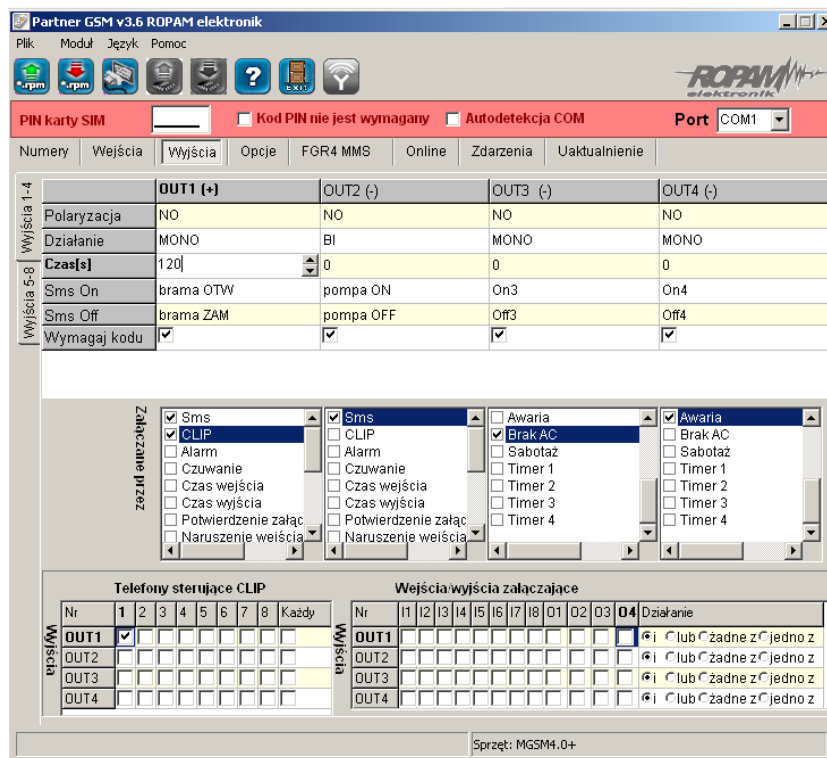 Partner GSM v3.6 ROPAM elektronik
Plik Moduł Język Pomoc
*.rpm *.rpm ? EXIT ROPAM
elektronik
PIN karty SIM Kod PIN nie jest wymagany Autodetekcja COM Port COM1
Numery Wejścia Wyjścia Opcje FGR4 MMS Online Zdarzenia Uaktualnienie
Wyjścia 1-4
Wyjścia 5-8
OUT1 (+) OUT2 (-) OUT3 (-) OUT4 (-)
Polaryzacja NO NO NO NO
Działanie MONO BI MONO MONO
Czas[s] 120 0 0 0
Sms On brama OTW pompa ON On3 On4
Sms Off brama ZAM pompa OFF Off3 Off4
Wymagaj kodu
Załączane przez
Sms Sms Awaria Awaria
CLIP CLIP Brak AC Brak AC
Alarm Alarm Sabotaż Sabotaż
Czuwanie Czuwanie Timer 1 Timer 1
Czas wejścia Czas wejścia Timer 2 Timer 2
Czas wyjścia Czas wyjścia Timer 3 Timer 3
Potwierdzenie załąc Potwierdzenie załąc Timer 4 Timer 4
Naruszenie wejścia Naruszenie wejścia
Telefony sterujące CLIP Wejścia/wyjścia załączające
Nr 1 2 3 4 5 6 7 8 Każdy Nr I1 I2 I3 I4 I5 I6 I7 I8 O1 O2 O3 O4 Działanie
Wyjścia Wyjścia
OUT1 OUT1 i lub żadne z jedno z
OUT2 OUT2 i lub żadne z jedno z
OUT3 OUT3 i lub żadne z jedno z
OUT4 OUT4 i lub żadne z jedno z
Sprzęt: MGSM4.0+